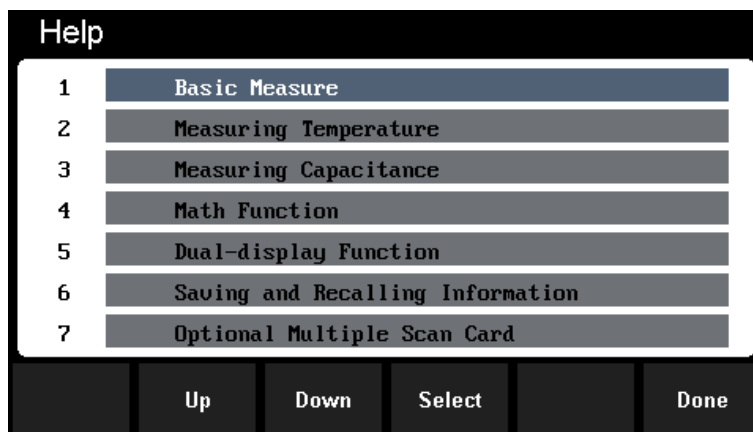 Help
1 Basic Measure
2 Measuring Temperature
3 Measuring Capacitance
4 Math Function
5 Dual-display Function
6 Saving and Recalling Information
7 Optional Multiple Scan Card
Up Down Select Done